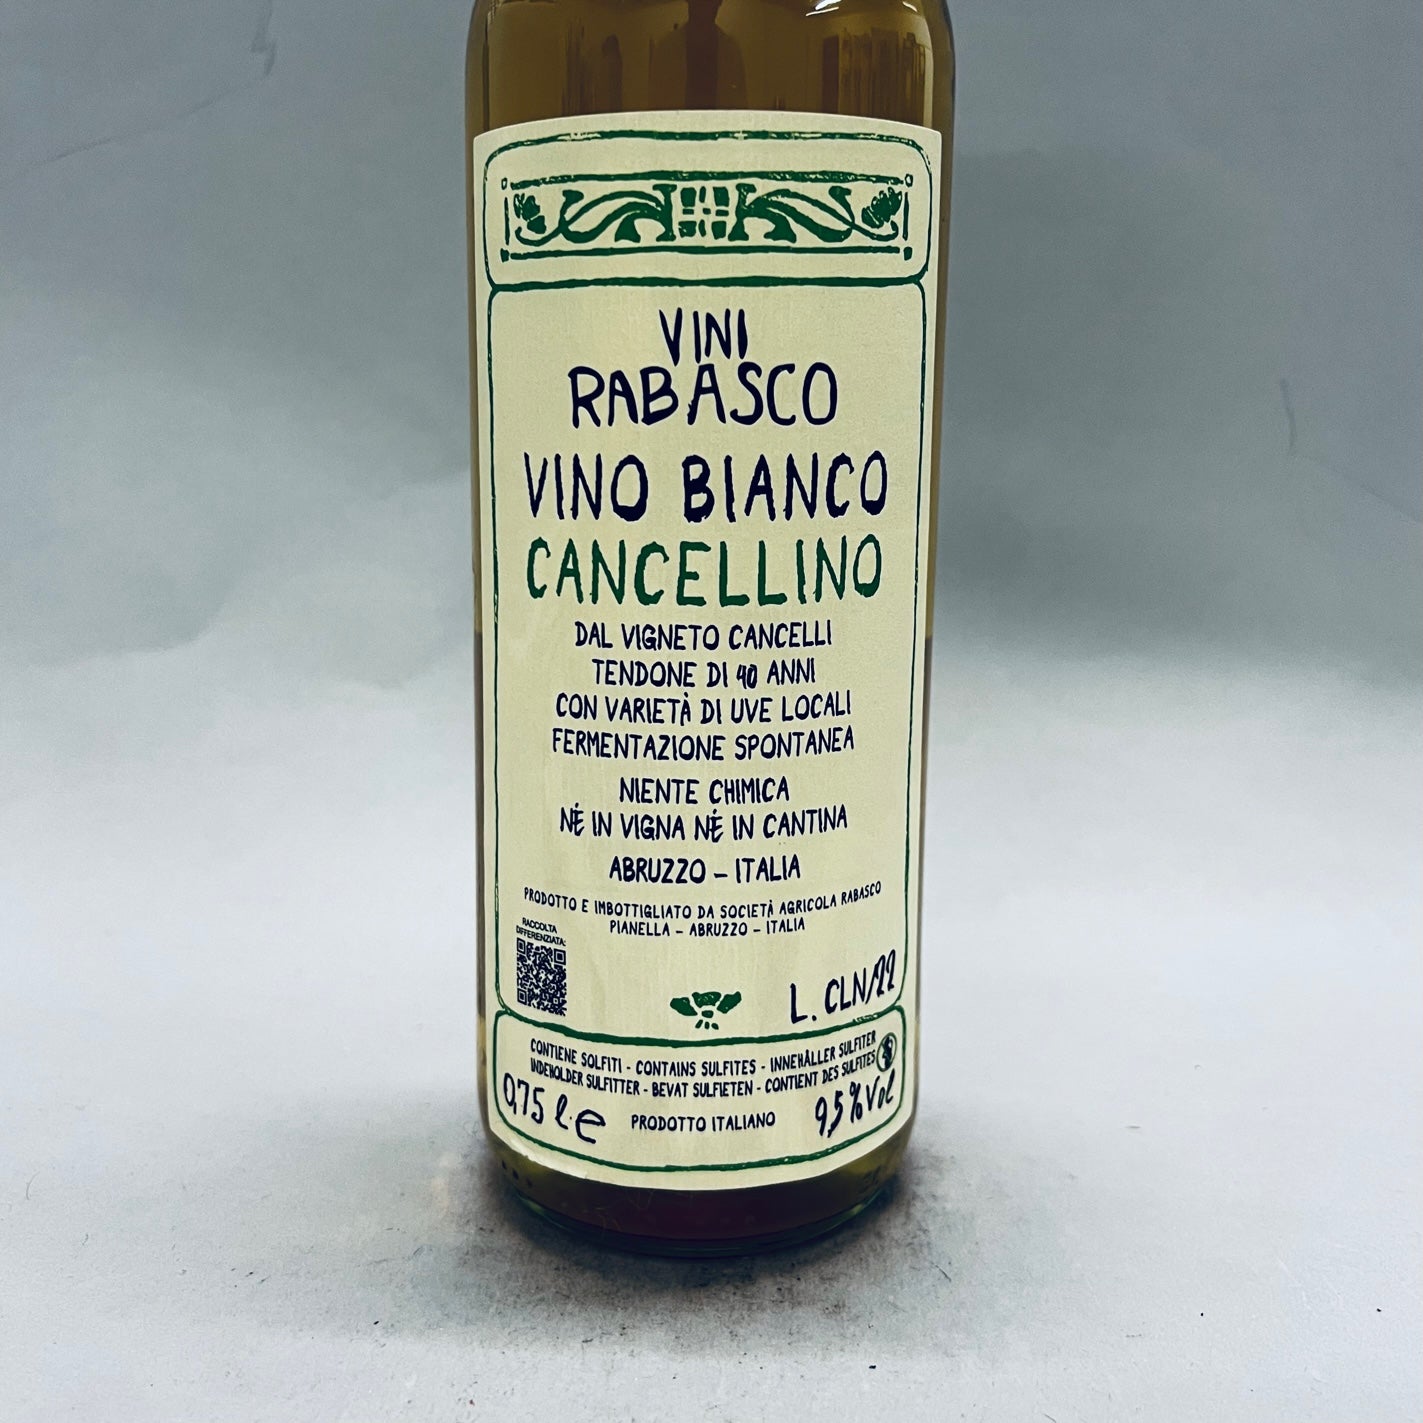 VINI
RABASCO
VINO BIANCO
CANCELLINO
DAL VIGNETO CANCELLI
TENDONE DI 40 ANNI
CON VARIETÀ DI UVE LOCALI
FERMENTAZIONE SPONTANEA
NIENTE CHIMICA
NÉ IN VIGNA NÉ IN CANTINA
ABRUZZO – ITALIA
PRODOTTO E IMBOTTIGLIATO DA SOCIETÀ AGRICOLA RABASCO
PIANELLA – ABRUZZO – ITALIA
RACCOLTA
DIFFERENZIATA:
L. CLN/22
CONTIENE SOLFITI - CONTAINS SULFITES - INNEHÅLLER SULFITER
INDEHOLDER SULFITTER - BEVAT SULFIETEN - CONTIENT DES SULFITES
0,75 l. e
PRODOTTO ITALIANO
9,5 % Vol